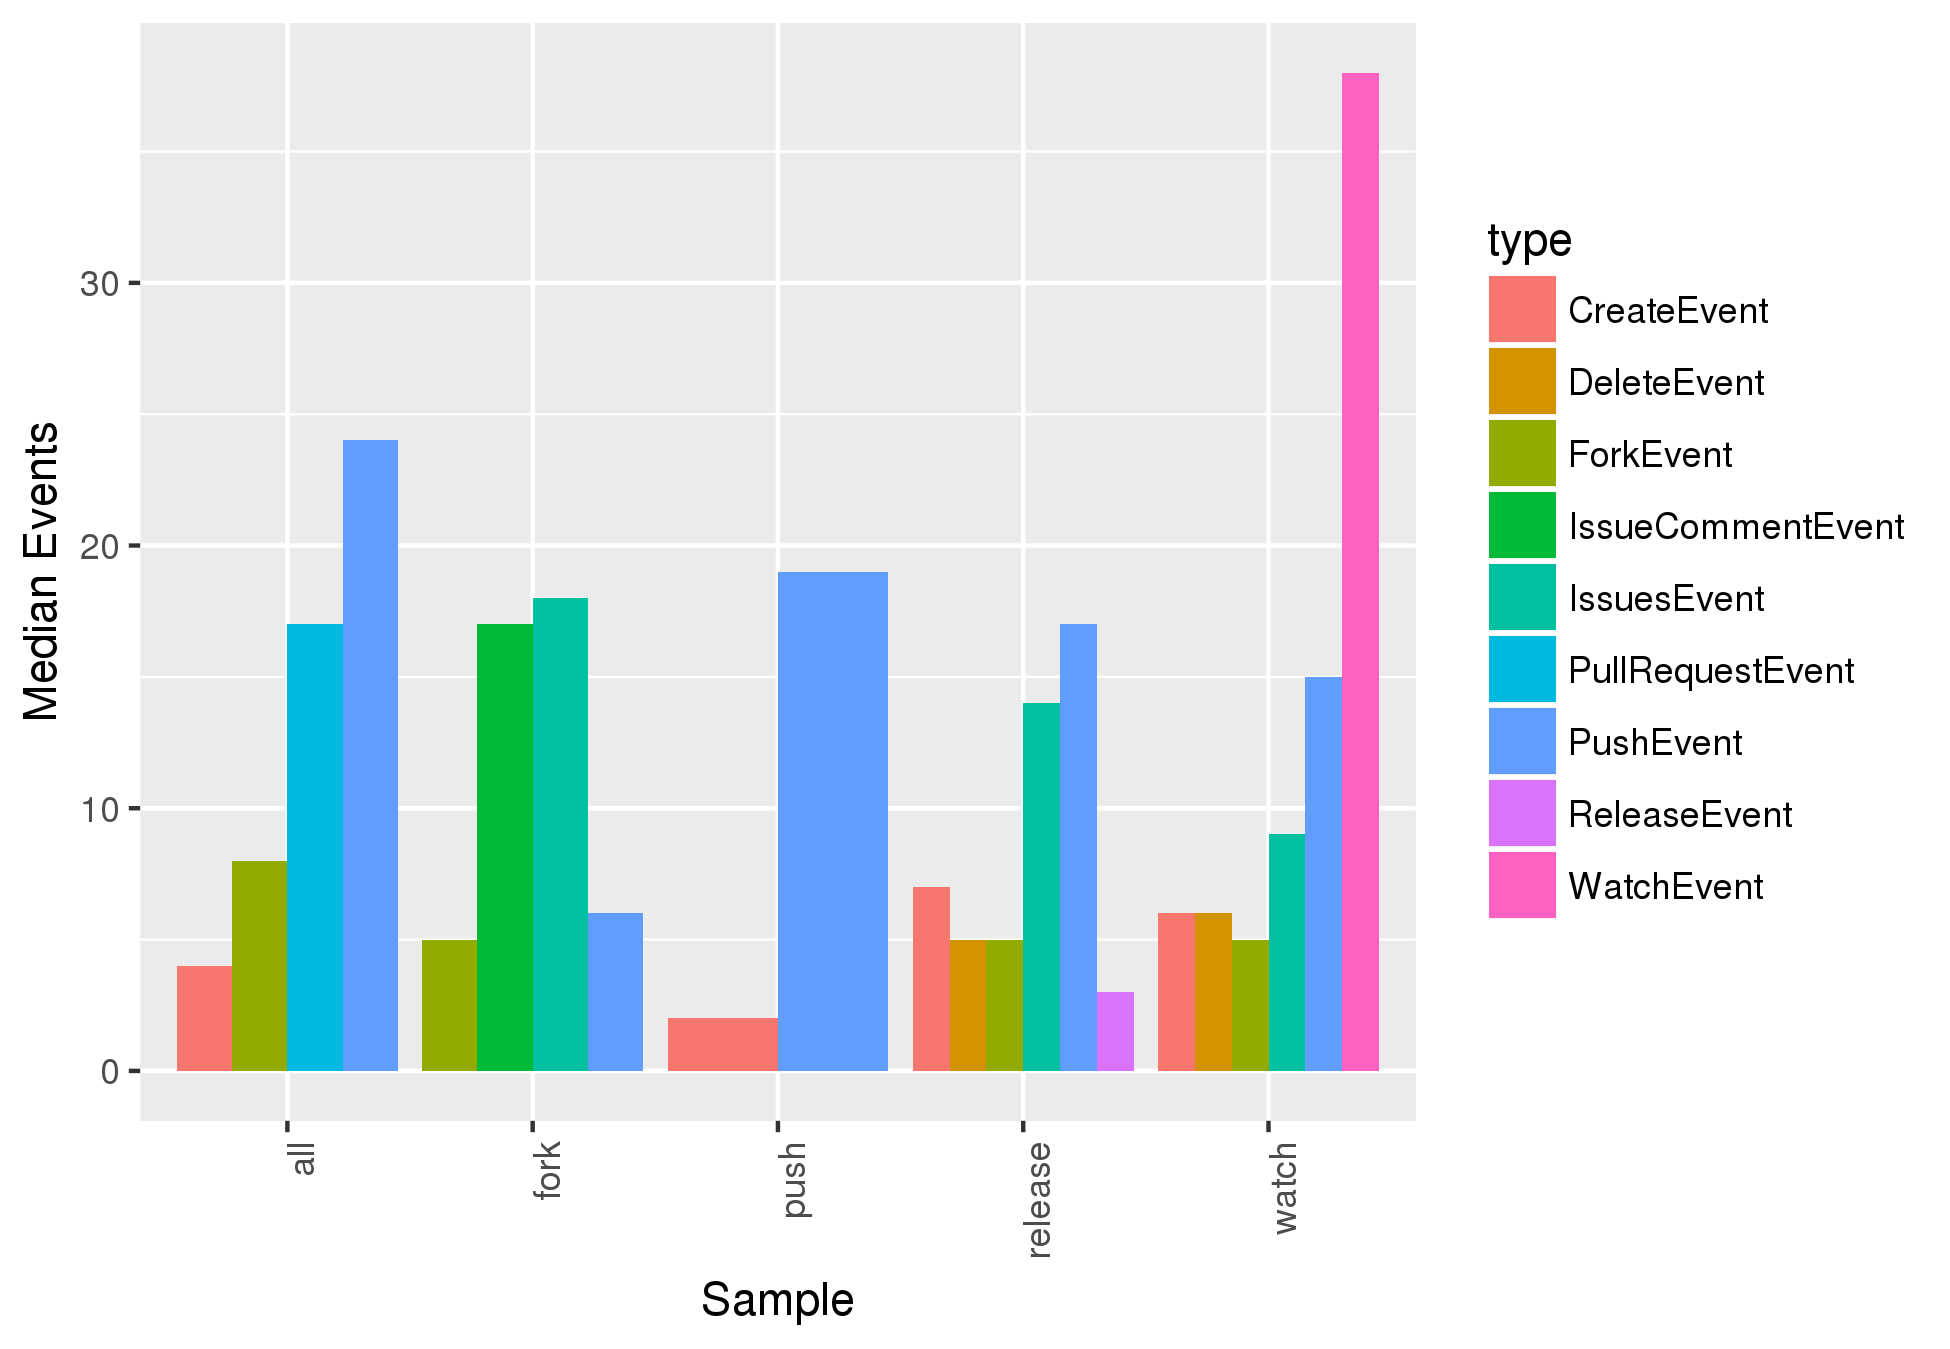 Median Events
30
20
10
0
all
fork
push
release
watch
Sample
type
CreateEvent
DeleteEvent
ForkEvent
IssueCommentEvent
IssuesEvent
PullRequestEvent
PushEvent
ReleaseEvent
WatchEvent